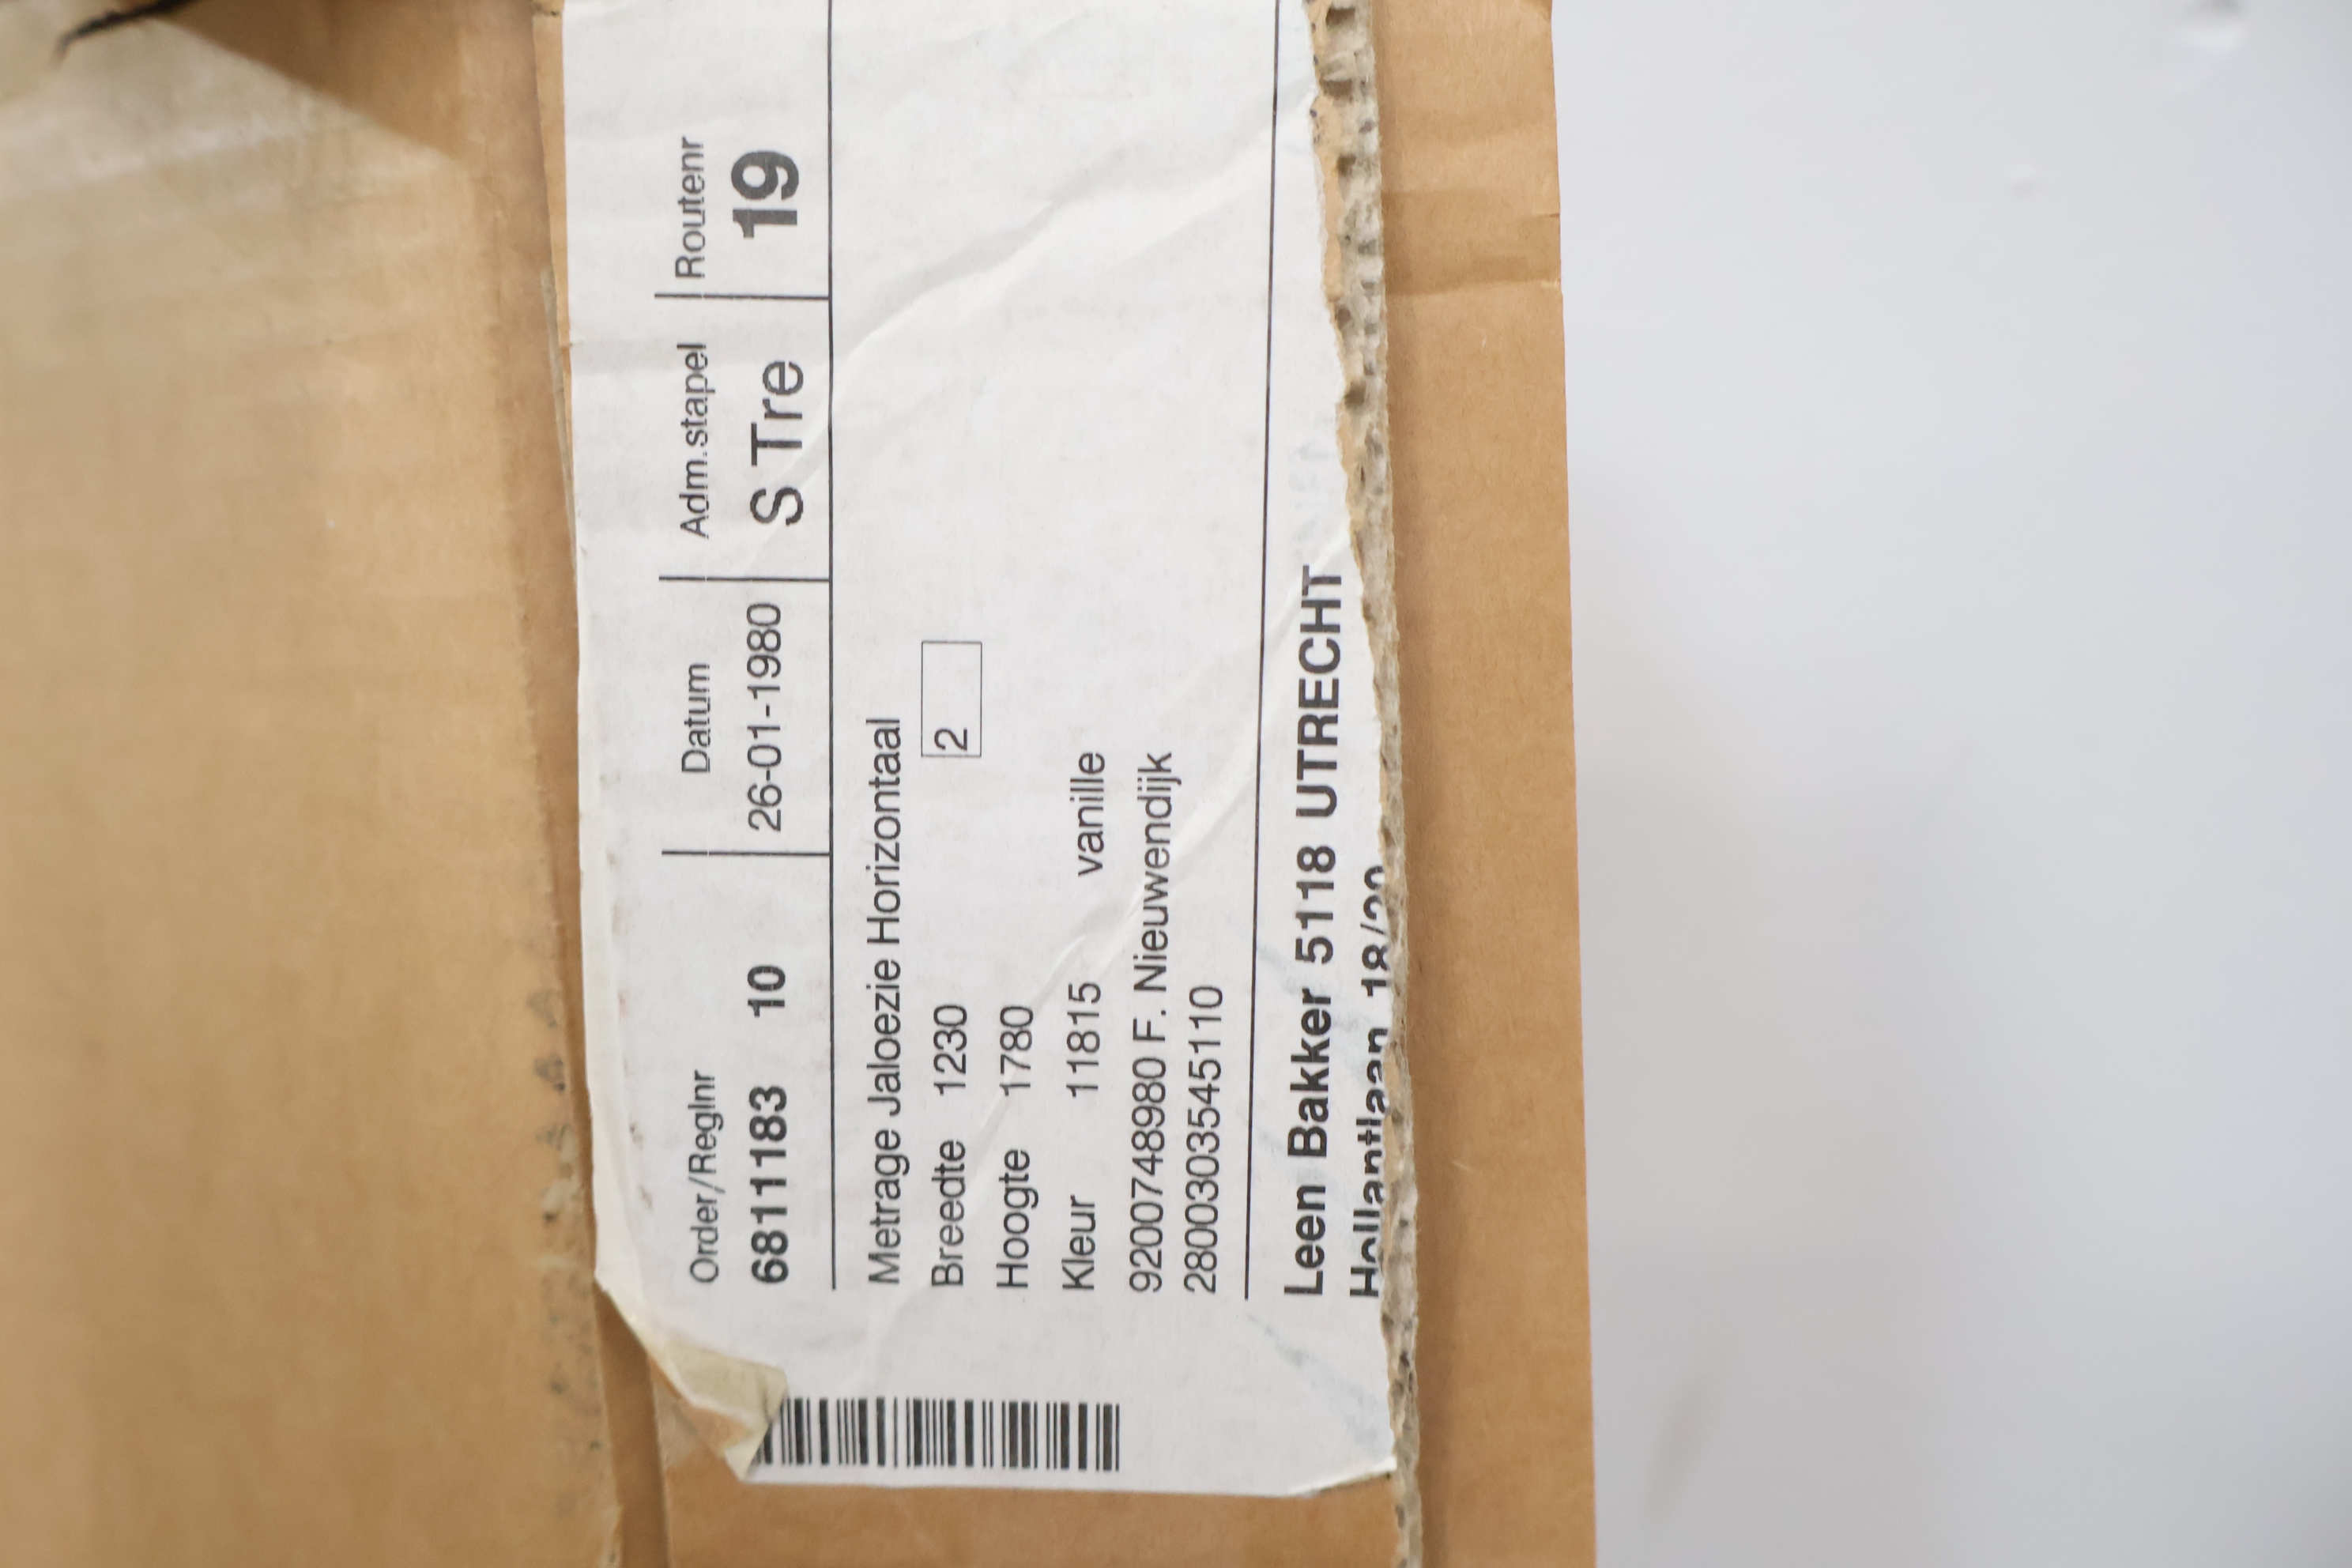 Order/Reglnr Datum Adm.stapel Routenr
6811183 10 26-01-1980 S Tre 19
Metrage Jaloezie Horizontaal
Breedte 1230 2
Hoogte 1780
Kleur 11815 vanille
9200748980 F. Nieuwendijk
2800303545110
Leen Bakker 5118 UTRECHT
Hollantlaan